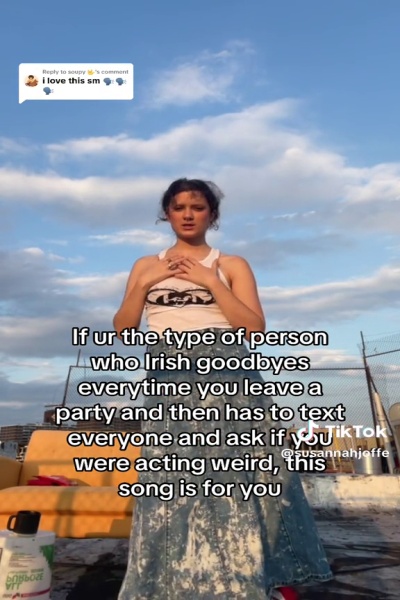 Reply to soupy 🌟's comment
i love this sm 🗣️ 🗣️
🗣️
If ur the type of person
who Irish goodbyes
everytime you leave a
party and then has to text
everyone and ask if you
were acting weird, this
song is for you
TikTok
@susannahjoffe